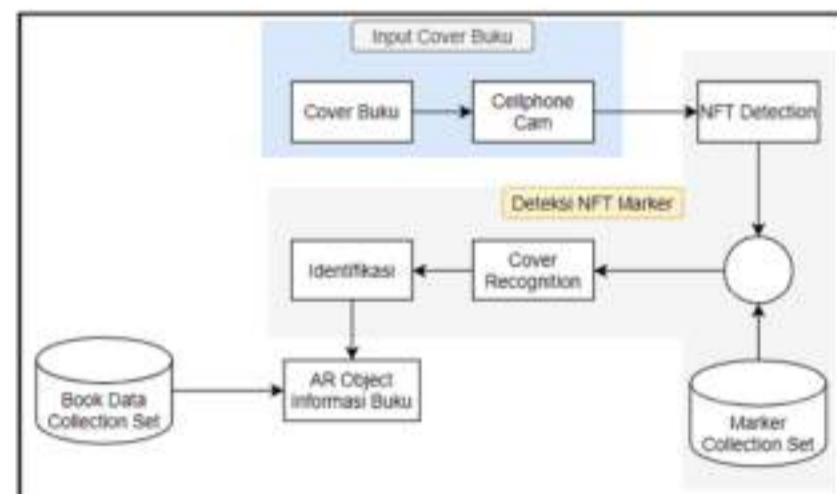 Input Cover Buku
Cover Buku
Cellphone
Cam
NFT Detection
Deteksi NFT Marker
Identifikasi
Cover
Recognition
Book Data
Collection Set
AR Object
Informasi Buku
Marker
Collection Set